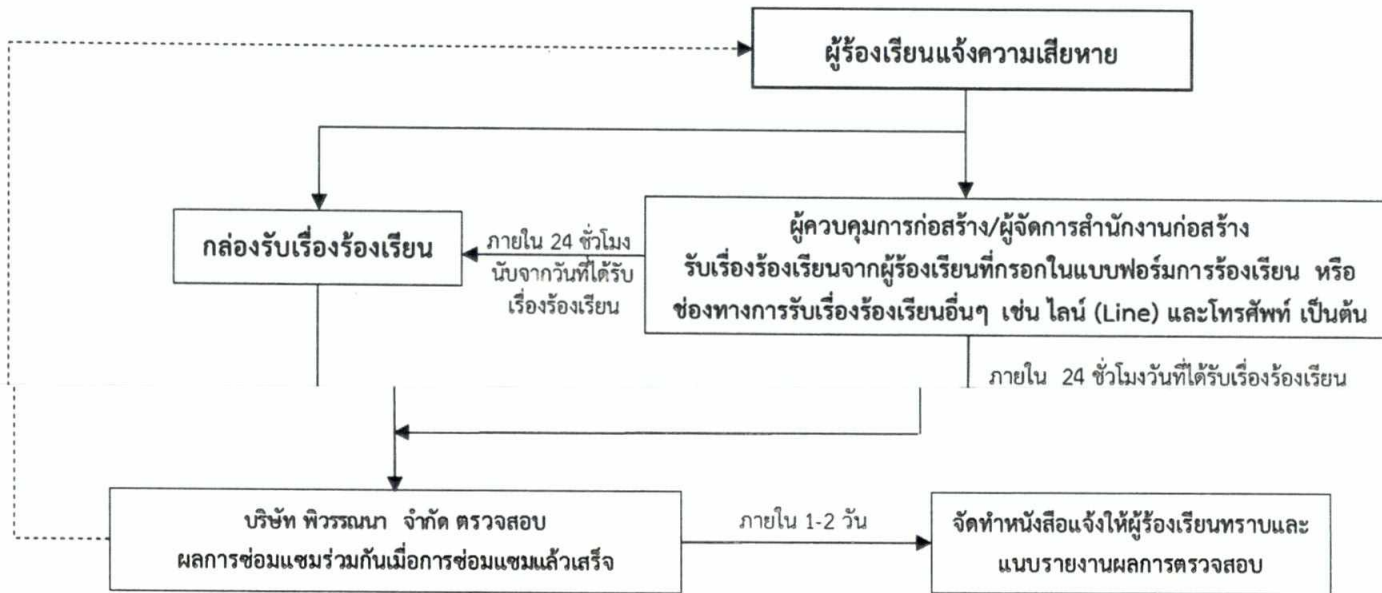 ผู้ร้องเรียนแจ้งความเสียหาย
กล่องรับเรื่องร้องเรียน
ภายใน 24 ชั่วโมง
นับจากวันที่ได้รับ
เรื่องร้องเรียน
ผู้ควบคุมการก่อสร้าง/ผู้จัดการสำนักงานก่อสร้าง
รับเรื่องร้องเรียนจากผู้ร้องเรียนที่กรอกในแบบฟอร์มการร้องเรียน หรือ
ช่องทางการรับเรื่องร้องเรียนอื่นๆ เช่น ไลน์ (Line) และโทรศัพท์ เป็นต้น
ภายใน 24 ชั่วโมงวันที่ได้รับเรื่องร้องเรียน
บริษัท พิวรรณนา จำกัด ตรวจสอบ
ผลการซ่อมแซมร่วมกันเมื่อการซ่อมแซมแล้วเสร็จ
ภายใน 1-2 วัน
จัดทำหนังสือแจ้งให้ผู้ร้องเรียนทราบและ
แนบรายงานผลการตรวจสอบ